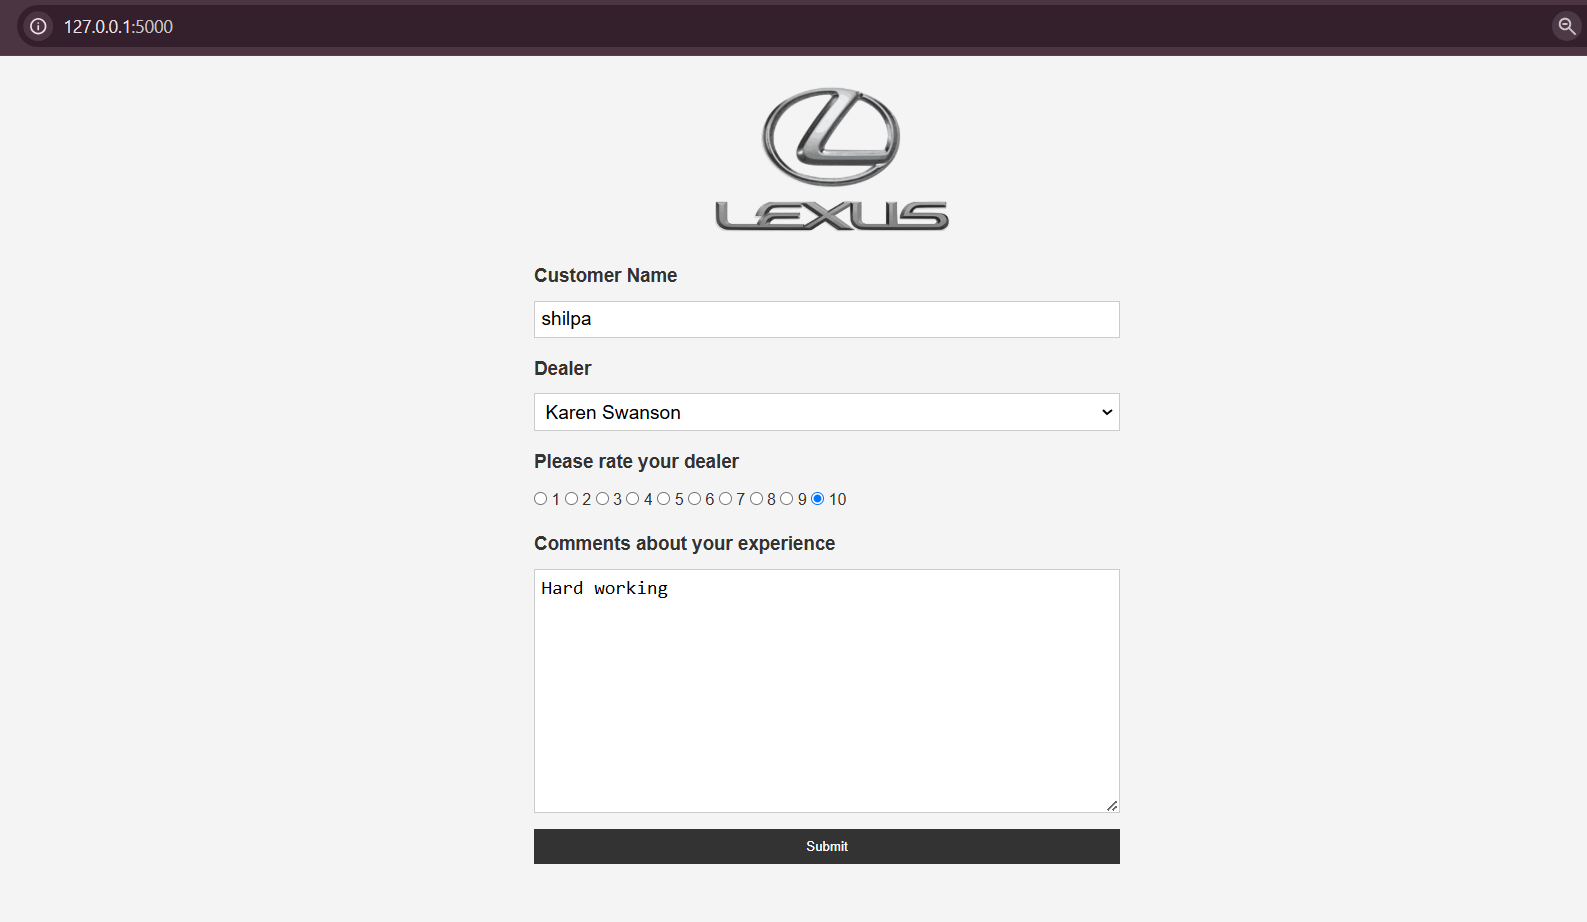 127.0.0.1:5000
LEXUS
Customer Name
shilpa
Dealer
Karen Swanson
Please rate your dealer
1 2 3 4 5 6 7 8 9 10
Comments about your experience
Hard working
Submit